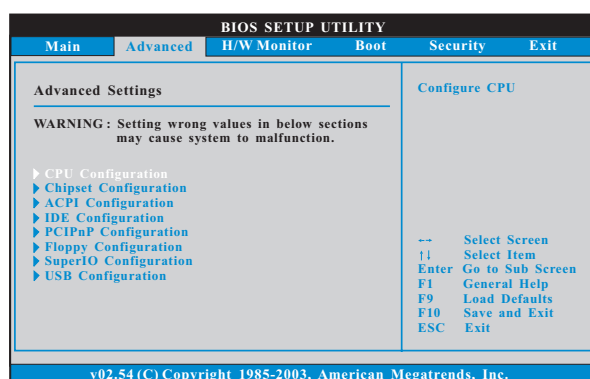 BIOS SETUP UTILITY
Main Advanced H/W Monitor Boot Security Exit
Advanced Settings
WARNING : Setting wrong values in below sections
may cause system to malfunction.
CPU Configuration
Chipset Configuration
ACPI Configuration
IDE Configuration
PCIPnP Configuration
Floppy Configuration
SuperIO Configuration
USB Configuration
Configure CPU
←→ Select Screen
↑↓ Select Item
Enter Go to Sub Screen
F1 General Help
F9 Load Defaults
F10 Save and Exit
ESC Exit
v02.54 (C) Copyright 1985-2003, American Megatrends, Inc.